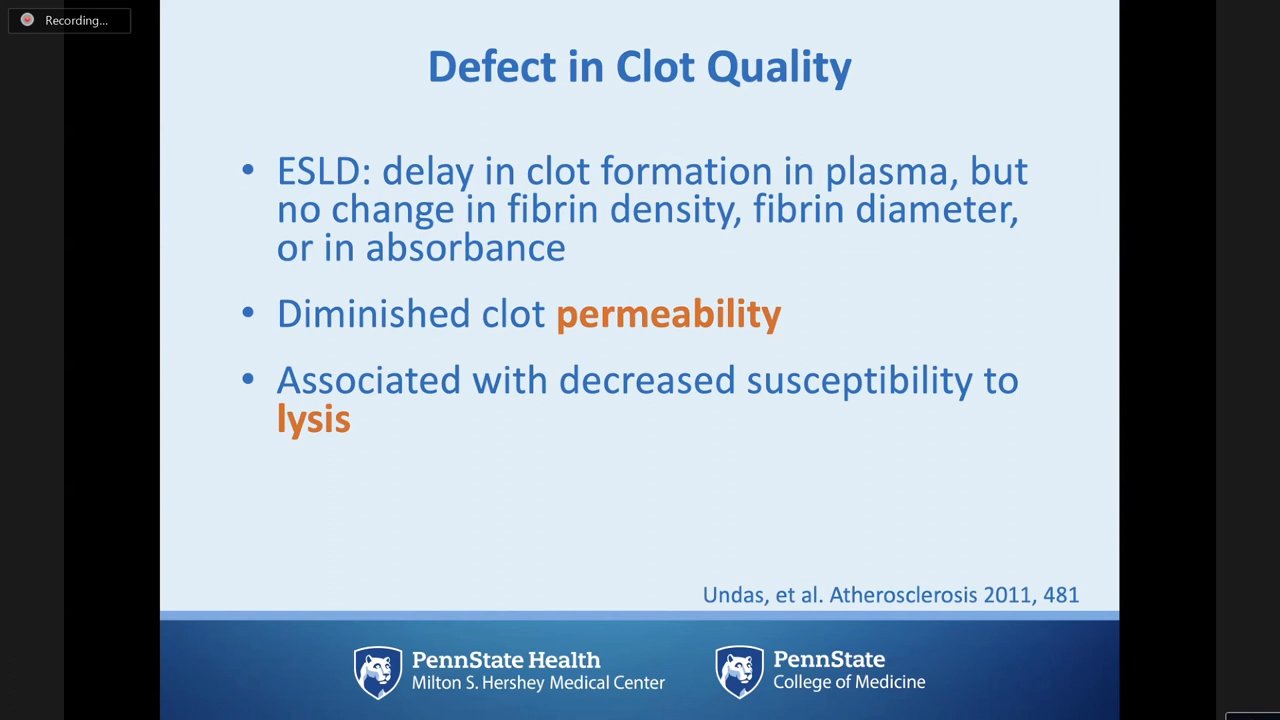 Recording...
Defect in Clot Quality
• ESLD: delay in clot formation in plasma, but
no change in fibrin density, fibrin diameter,
or in absorbance
• Diminished clot permeability
• Associated with decreased susceptibility to
lysis
Undas, et al. Atherosclerosis 2011, 481
PennState Health
Milton S. Hershey Medical Center
PennState
College of Medicine